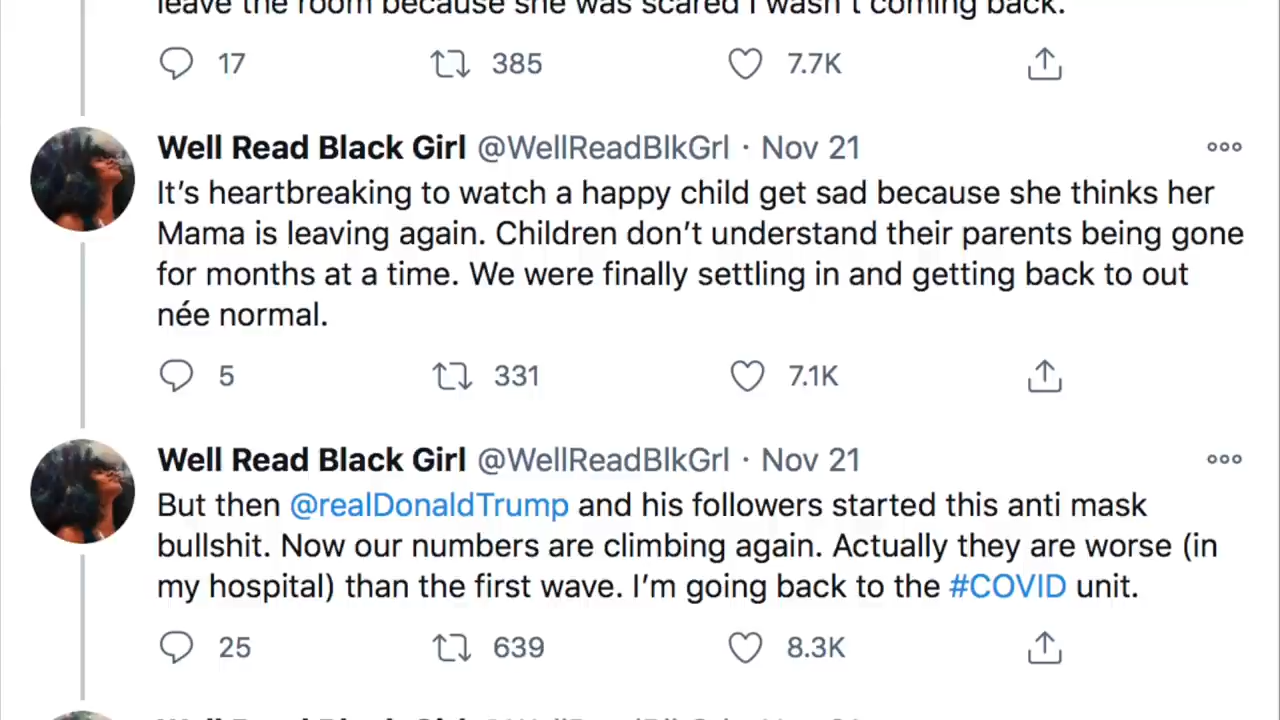 leave the room because she was scared I wasn't coming back.
17 385 7.7K
Well Read Black Girl @WellReadBlkGrl · Nov 21
It’s heartbreaking to watch a happy child get sad because she thinks her
Mama is leaving again. Children don’t understand their parents being gone
for months at a time. We were finally settling in and getting back to out
née normal.
5 331 7.1K
Well Read Black Girl @WellReadBlkGrl · Nov 21
But then @realDonaldTrump and his followers started this anti mask
bullshit. Now our numbers are climbing again. Actually they are worse (in
my hospital) than the first wave. I’m going back to the #COVID unit.
25 639 8.3K